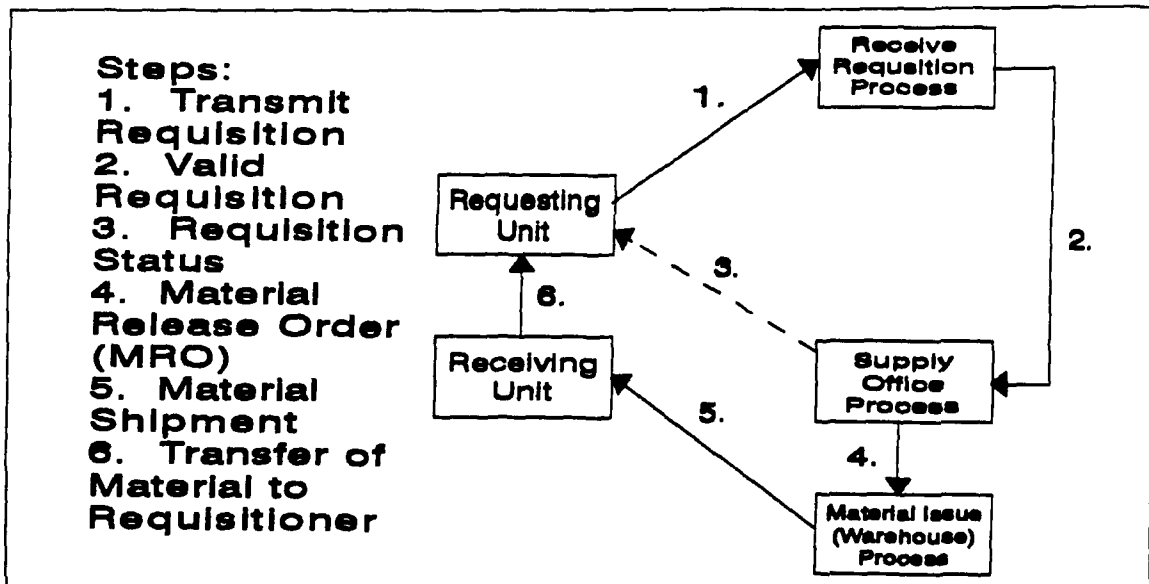 Steps:
1. Transmit
Requisition
2. Valid
Requisition
3. Requisition
Status
4. Material
Release Order
(MRO)
5. Material
Shipment
6. Transfer of
Material to
Requisitioner
Receive
Requsition
Process
1.
Requesting
Unit
2.
3.
6.
Receiving
Unit
Supply
Office
Process
5.
4.
Material Issue
(Warehouse)
Process